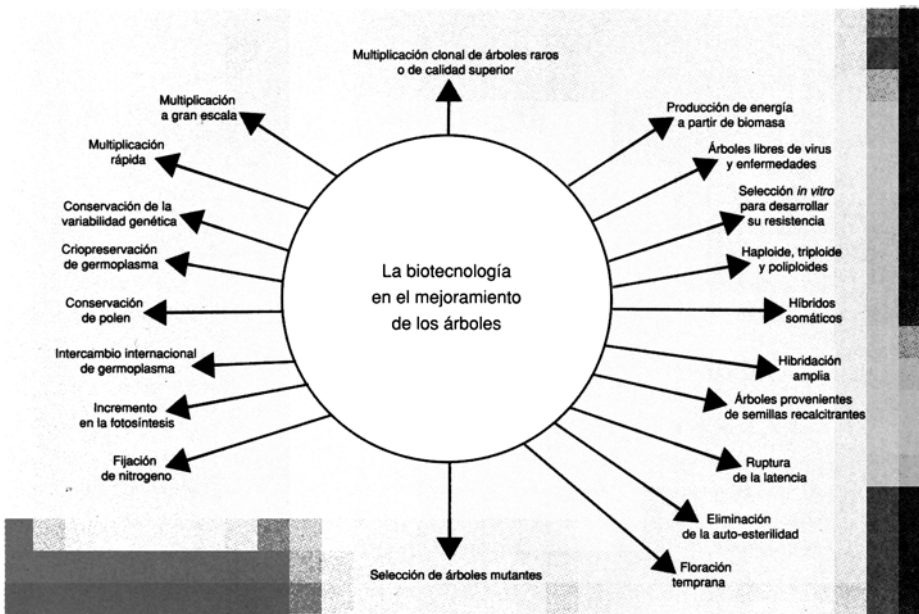 Multiplicación clonal de árboles raros
o de calidad superior
Multiplicación
a gran escala
Multiplicación
rápida
Conservación de la
variabilidad genética
Criopreservación
de germoplasma
Conservación
de polen
Intercambio internacional
de germoplasma
Incremento
en la fotosíntesis
Fijación
de nitrogeno
La biotecnología
en el mejoramiento
de los árboles
Producción de energía
a partir de biomasa
Árboles libres de virus
y enfermedades
Selección in vitro
para desarrollar
su resistencia
Haploide, triploide
y poliploides
Híbridos
somáticos
Hibridación
amplia
Árboles provenientes
de semillas recalcitrantes
Ruptura
de la latencia
Eliminación
de la auto-esterilidad
Floración
temprana
Selección de árboles mutantes